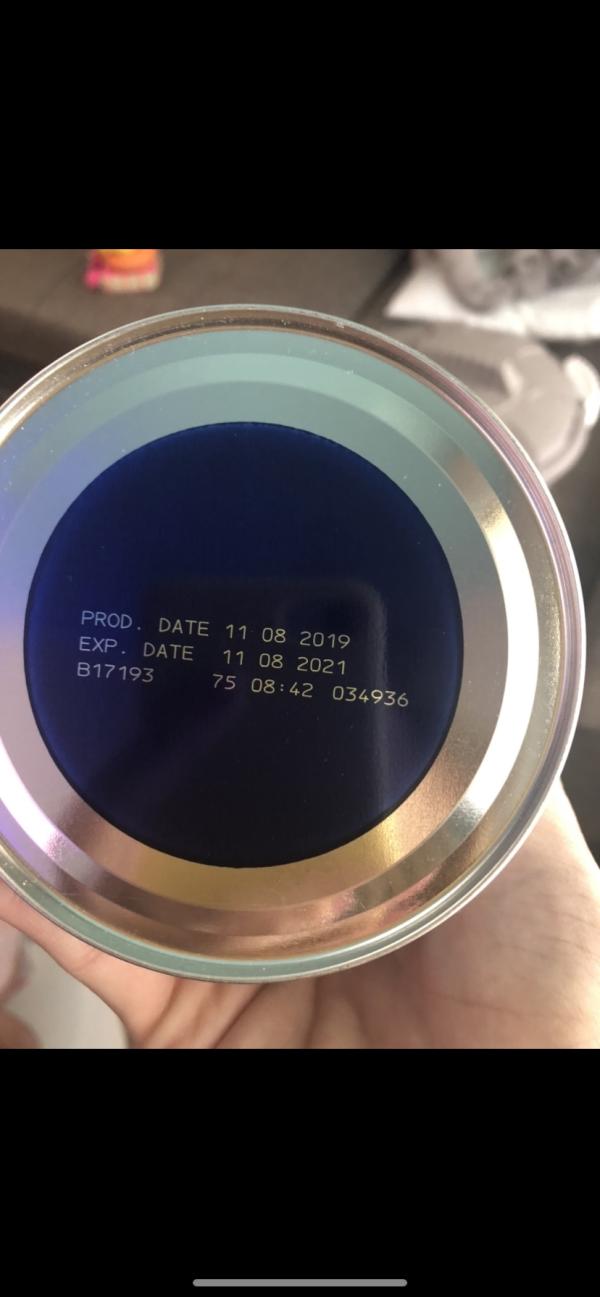 PROD. DATE 11 08 2019
EXP. DATE 11 08 2021
B17193 75 08:42 034936